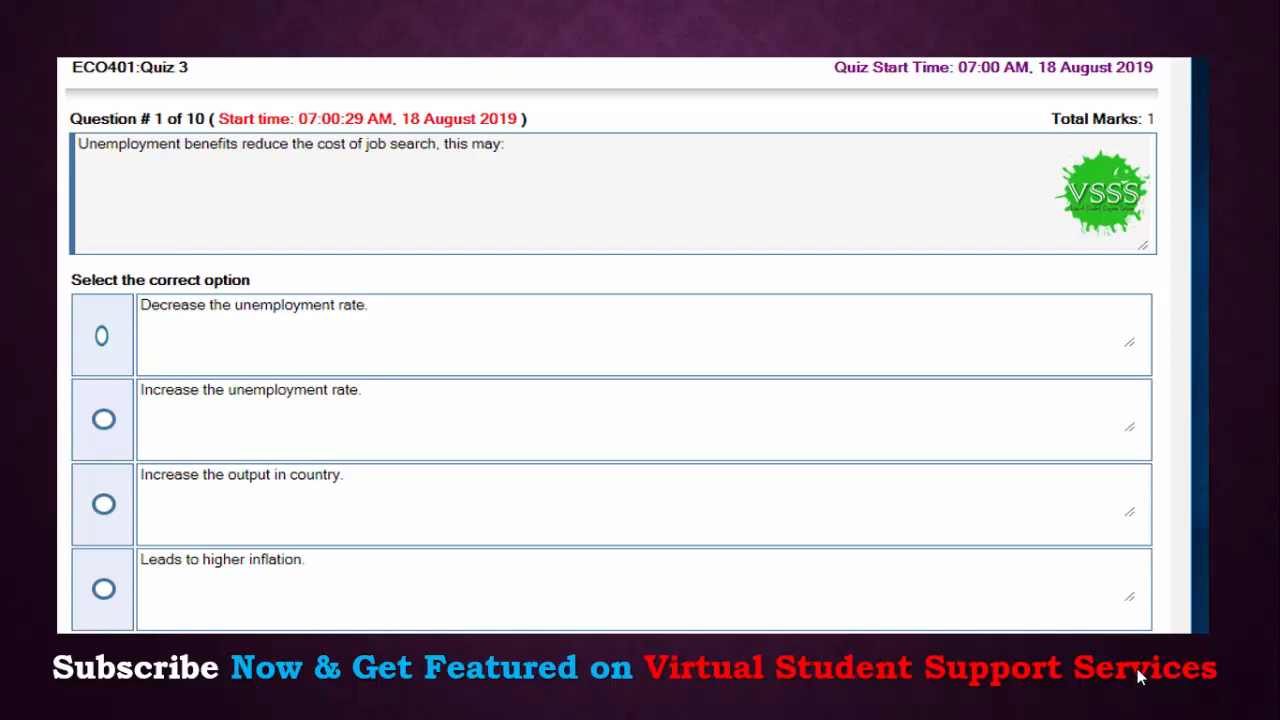 ECO401:Quiz 3
Quiz Start Time: 07:00 AM, 18 August 2019
Question # 1 of 10 ( Start time: 07:00:29 AM, 18 August 2019 )
Total Marks: 1
Unemployment benefits reduce the cost of job search, this may:
VSSS
Select the correct option
Decrease the unemployment rate.
Increase the unemployment rate.
Increase the output in country.
Leads to higher inflation.
Subscribe Now & Get Featured on Virtual Student Support Services